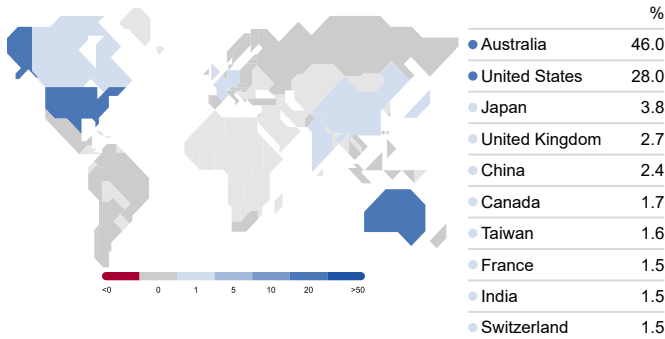 %
Australia 46.0
United States 28.0
Japan 3.8
United Kingdom 2.7
China 2.4
Canada 1.7
Taiwan 1.6
France 1.5
India 1.5
Switzerland 1.5
<0 0 1 5 10 20 >50